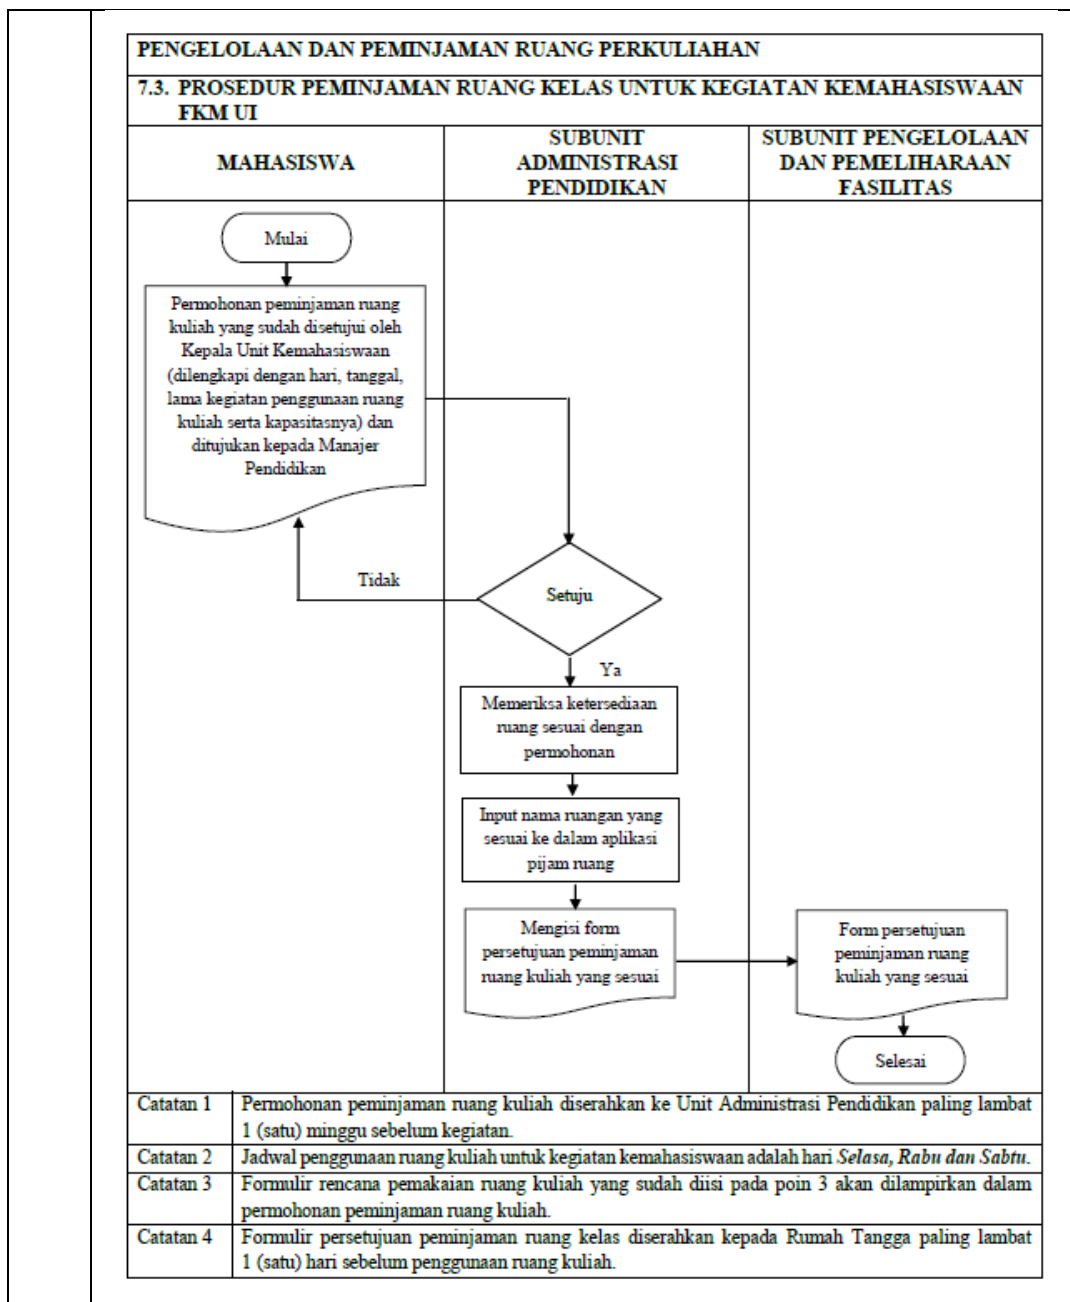 PENGELOLAAN DAN PEMINJAMAN RUANG PERKULIAHAN
7.3. PROSEDUR PEMINJAMAN RUANG KELAS UNTUK KEGIATAN KEMAHASISWAAN
FKM UI
MAHASISWA
SUBUNIT
ADMINISTRASI
PENDIDIKAN
SUBUNIT PENGELOLAAN
DAN PEMELIHARAAN
FASILITAS
Mulai
Permohonan peminjaman ruang
kuliah yang sudah disetujui oleh
Kepala Unit Kemahasiswaan
(dilengkapi dengan hari, tanggal,
lama kegiatan penggunaan ruang
kuliah serta kapasitasnya) dan
ditujukan kepada Manajer
Pendidikan
Tidak
Setuju
Ya
Memeriksa ketersediaan
ruang sesuai dengan
permohonan
Input nama ruangan yang
sesuai ke dalam aplikasi
pijam ruang
Mengisi form
persetujuan peminjaman
ruang kuliah yang sesuai
Form persetujuan
peminjaman ruang
kuliah yang sesuai
Selesai
Catatan 1 Permohonan peminjaman ruang kuliah diserahkan ke Unit Administrasi Pendidikan paling lambat
1 (satu) minggu sebelum kegiatan.
Catatan 2 Jadwal penggunaan ruang kuliah untuk kegiatan kemahasiswaan adalah hari Selasa, Rabu dan Sabtu.
Catatan 3 Formulir rencana pemakaian ruang kuliah yang sudah diisi pada poin 3 akan dilampirkan dalam
permohonan peminjaman ruang kuliah.
Catatan 4 Formulir persetujuan peminjaman ruang kelas diserahkan kepada Rumah Tangga paling lambat
1 (satu) hari sebelum penggunaan ruang kuliah.